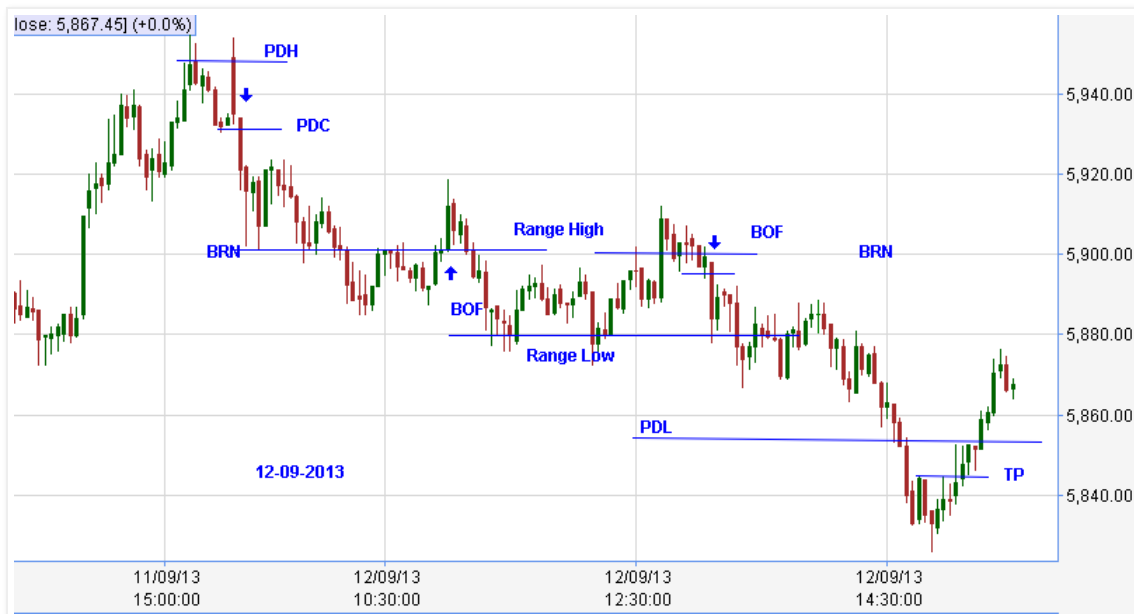 lose: 5,867.45] (+0.0%)
PDH
5,940.00
PDC
5,920.00
Range High
BOF
BRN
BRN
5,900.00
BOF
5,880.00
Range Low
PDL
5,860.00
12-09-2013
TP
5,840.00
11/09/13 12/09/13 12/09/13 12/09/13
15:00:00 10:30:00 12:30:00 14:30:00